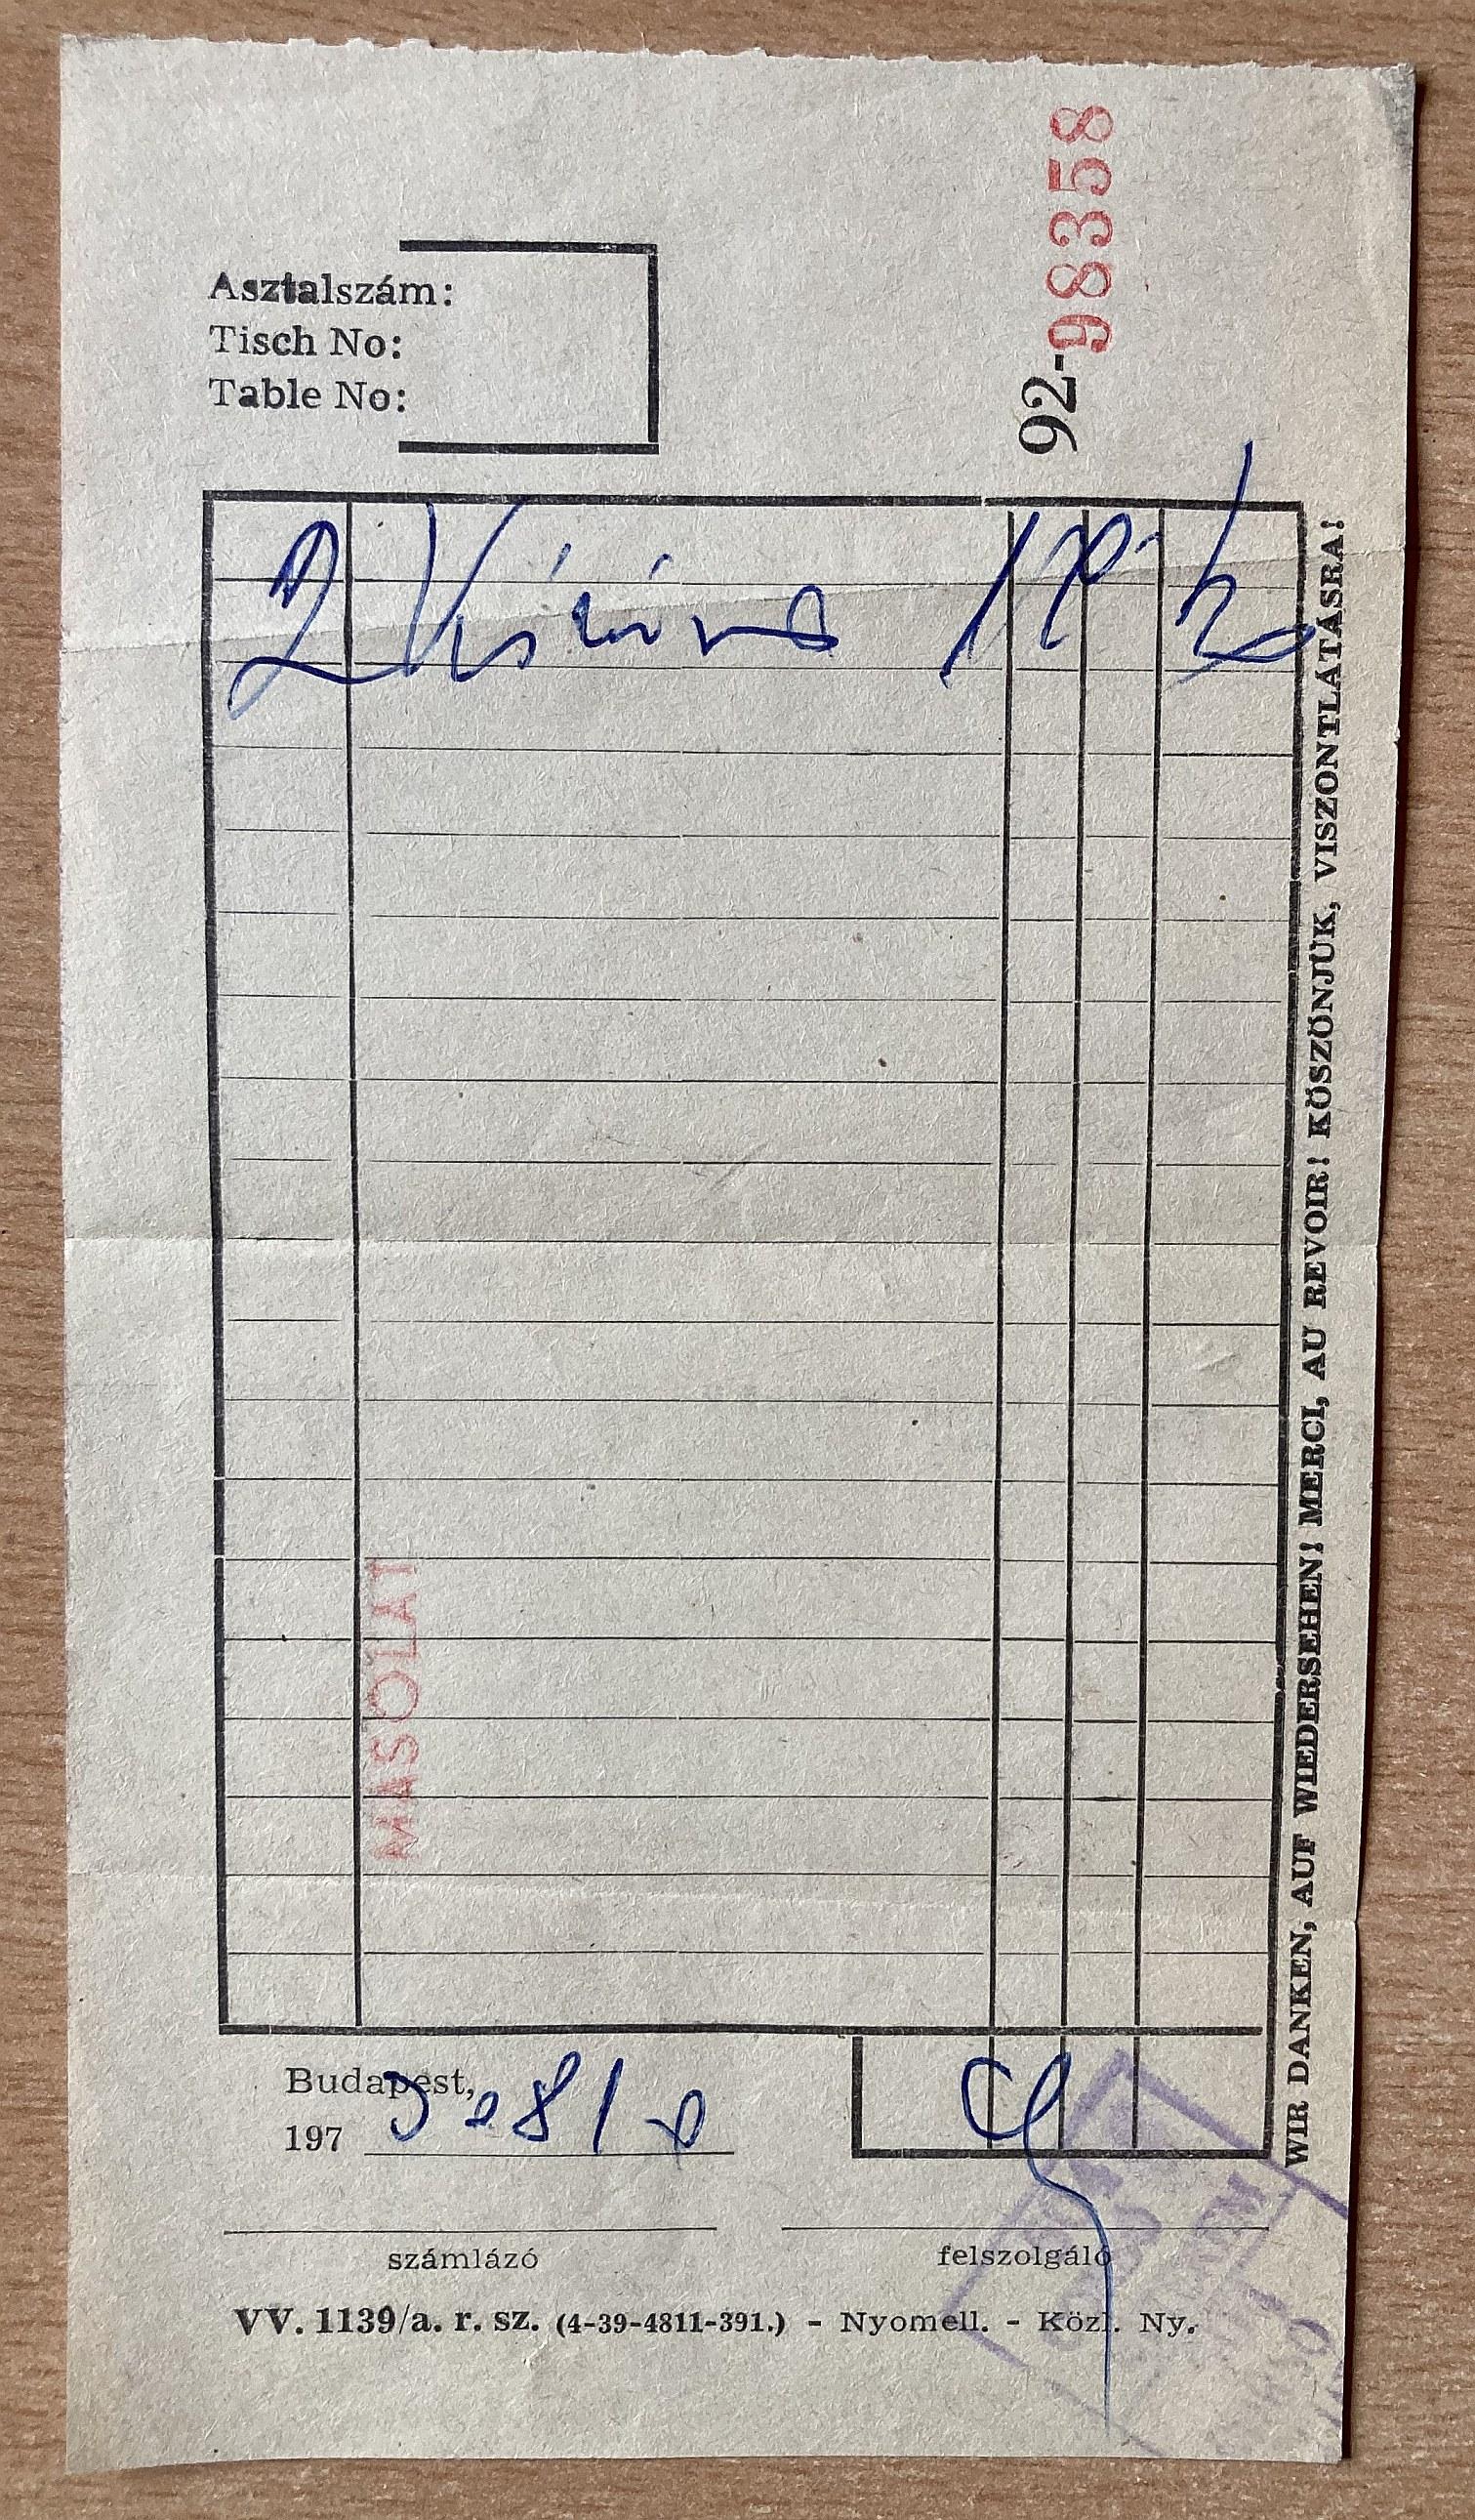 92-98358
Asztalszám:
Tisch No:
Table No:
2
WIR DANKEN, AUF WIEDERSEHEN! MERCI, AU REVOIR! KÖSZÖNJÜK, VISZONTLÁTÁSRA!
MÁSOLAT
Budapest,
197
számlázó
felszolgáló
VV. 1139/a. r. sz. (4-39-4811-391.) - Nyomell. - Közl. Ny.